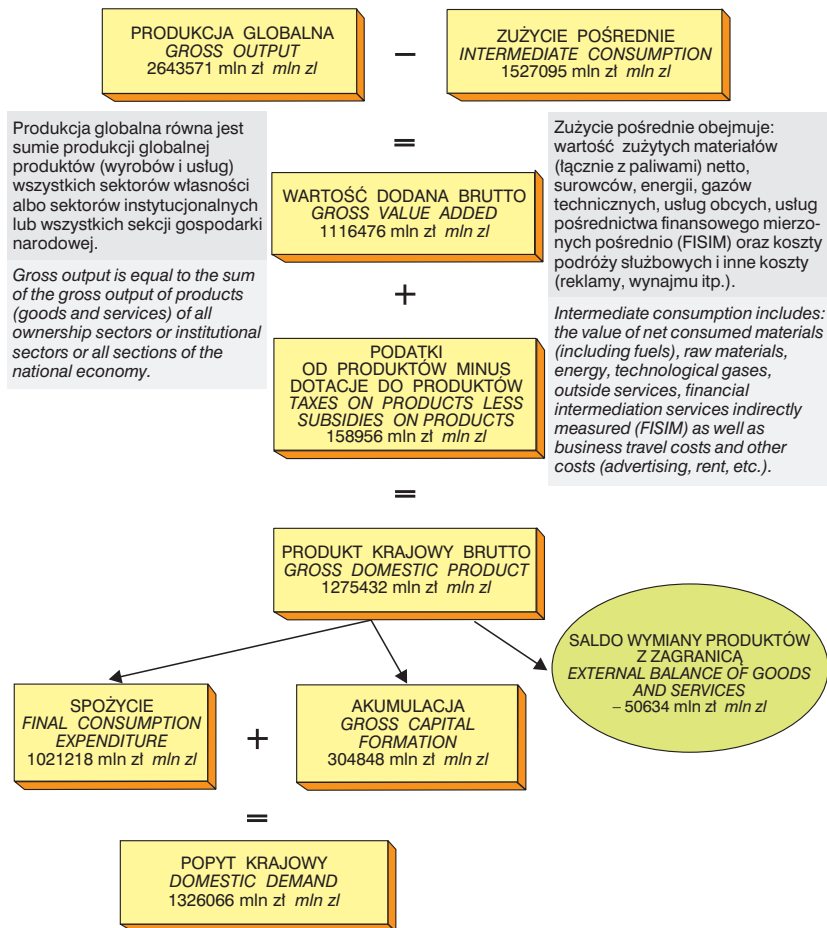 PRODUKCJA GLOBALNA
GROSS OUTPUT
2643571 mln zł mln zl
–
ZUŻYCIE POŚREDNIE
INTERMEDIATE CONSUMPTION
1527095 mln zł mln zl
=
Produkcja globalna równa jest
sumie produkcji globalnej
produktów (wyrobów i usług)
wszystkich sektorów własności
albo sektorów instytucjonalnych
lub wszystkich sekcji gospodarki
narodowej.
Gross output is equal to the sum
of the gross output of products
(goods and services) of all
ownership sectors or institutional
sectors or all sections of the
national economy.
WARTOŚĆ DODANA BRUTTO
GROSS VALUE ADDED
1116476 mln zł mln zl
+
PODATKI
OD PRODUKTÓW MINUS
DOTACJE DO PRODUKTÓW
TAXES ON PRODUCTS LESS
SUBSIDIES ON PRODUCTS
158956 mln zł mln zl
Zużycie pośrednie obejmuje:
wartość zużytych materiałów
(łącznie z paliwami) netto,
surowców, energii, gazów
technicznych, usług obcych, usług
pośrednictwa finansowego mierzo-
nych pośrednio (FISIM) oraz koszty
podróży służbowych i inne koszty
(reklamy, wynajmu itp.).
Intermediate consumption includes:
the value of net consumed materials
(including fuels), raw materials,
energy, technological gases,
outside services, financial
intermediation services indirectly
measured (FISIM) as well as
business travel costs and other
costs (advertising, rent, etc.).
=
PRODUKT KRAJOWY BRUTTO
GROSS DOMESTIC PRODUCT
1275432 mln zł mln zl
SALDO WYMIANY PRODUKTÓW
Z ZAGRANICĄ
EXTERNAL BALANCE OF GOODS
AND SERVICES
– 50634 mln zł mln zl
SPOŻYCIE
FINAL CONSUMPTION
EXPENDITURE
1021218 mln zł mln zl
+
AKUMULACJA
GROSS CAPITAL
FORMATION
304848 mln zł mln zl
=
POPYT KRAJOWY
DOMESTIC DEMAND
1326066 mln zł mln zl